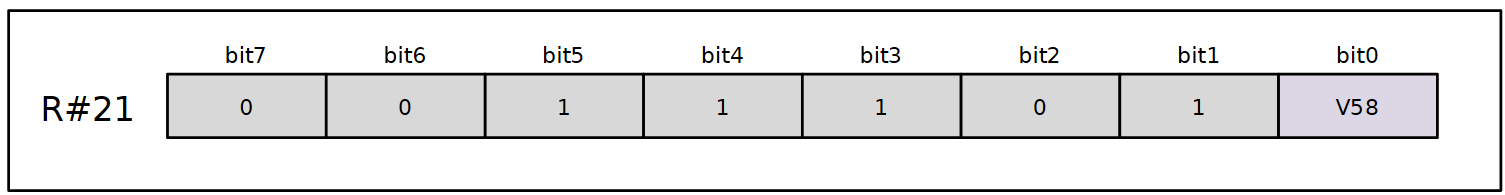 bit7 bit6 bit5 bit4 bit3 bit2 bit1 bit0
R#21 0 0 1 1 1 0 1 V58